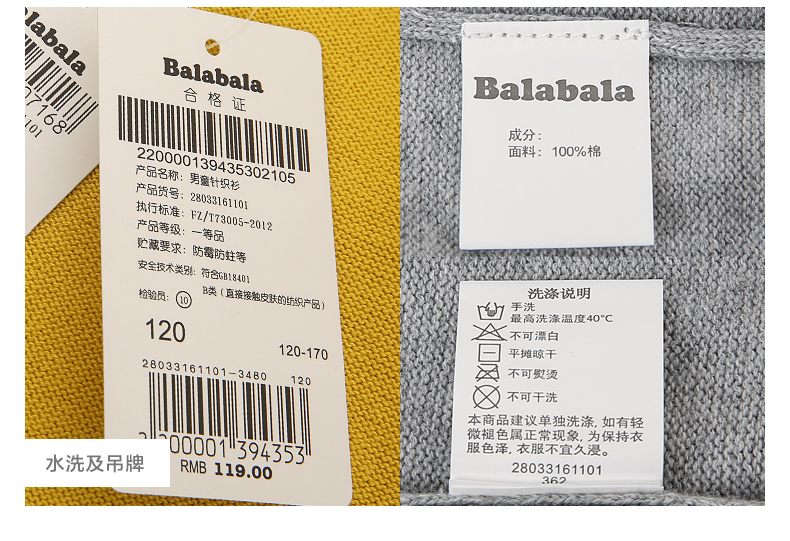 labala
07168
1101
Balabala
合格证
220000139435302105
产品名称: 男童针织衫
产品货号: 28033161101
执行标准: FZ/T73005-2012
产品等级: 一等品
贮藏要求: 防霉防蛀等
安全技术类别: 符合GB18401
B类 (直接接触皮肤的纺织产品)
检验员: 10
120
120-170
28033161101-3480 120
2 200001 394353
RMB 119.00
水洗及吊牌
Balabala
成分:
面料: 100%棉
洗涤说明
手洗
最高洗涤温度40℃
不可漂白
平摊晾干
不可熨烫
不可干洗
本商品建议单独洗涤, 如有轻
微褪色属正常现象, 为保持衣
服色泽, 衣服不宜久浸。
28033161101
362